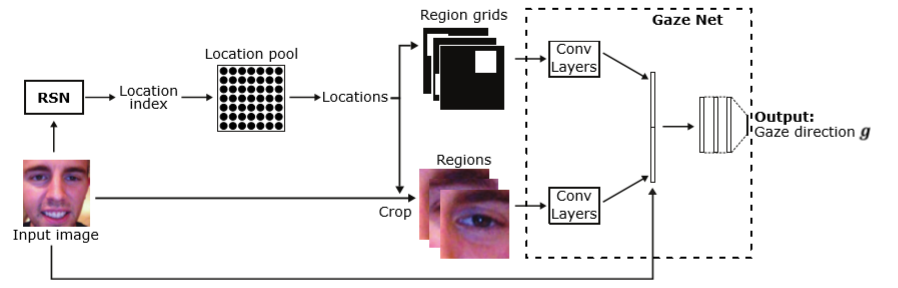 Region grids
Gaze Net
Location pool
Conv
Layers
RSN
Location
index
Locations
Output:
Gaze direction g
Regions
Crop
Conv
Layers
Input image